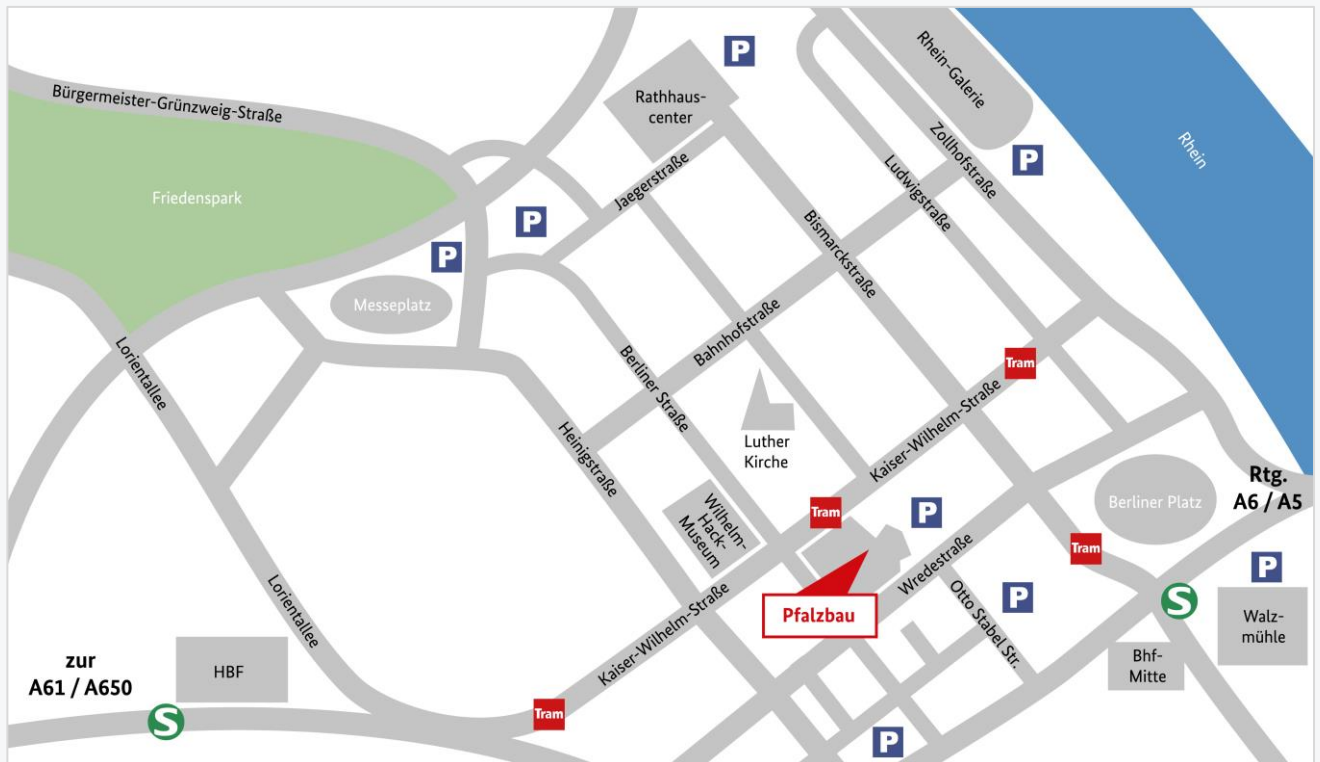 P
Rhein-Galerie
Bürgermeister-Grünzweig-Straße
Rathhaus-
center
Zollhofstraße
P
Rhein
Ludwigstraße
Jaegerstraße
Friedenspark
P
Bismarckstraße
P
Messeplatz
Bahnhofstraße
Lorientallee
Berliner Straße
Tram
Kaiser-Wilhelm-Straße
Luther
Kirche
Heinigstraße
Rtg.
A6 / A5
Berliner Platz
Wilhelm-
Hack-
Museum
Tram
P
Tram
Wredestraße
P
Lorientallee
Otto Stabel Str.
P
S
Pfalzbau
Walz-
mühle
Kaiser-Wilhelm-Straße
zur
A61 / A650
HBF
Bhf-
Mitte
S
Tram
P